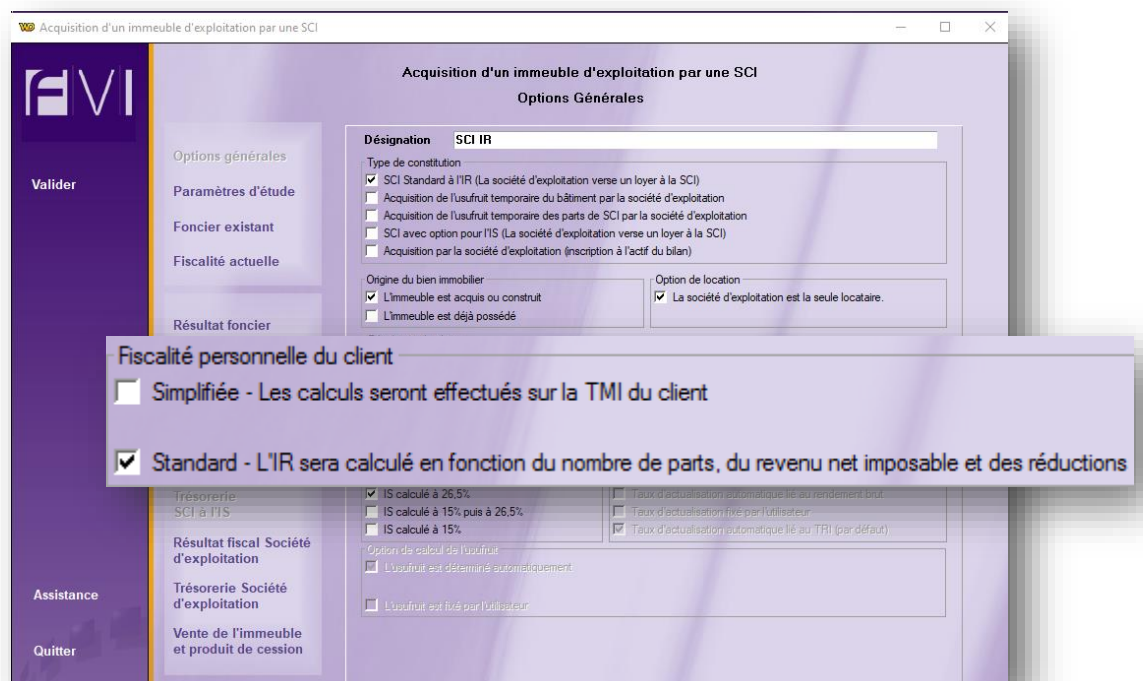 Acquisition d'un immeuble d'exploitation par une SCI
FVI
Acquisition d'un immeuble d'exploitation par une SCI
Options Générales
Valider
Assistance
Quitter
Options générales
Paramètres d'étude
Foncier existant
Fiscalité actuelle
Résultat foncier
Trésorerie
SCI à l'IS
Résultat fiscal Société
d'exploitation
Trésorerie Société
d'exploitation
Vente de l'immeuble
et produit de cession
Désignation SCI IR
Type de constitution
SCI Standard à l'IR (La société d'exploitation verse un loyer à la SCI)
Acquisition de l'usufruit temporaire du bâtiment par la société d'exploitation
Acquisition de l'usufruit temporaire des parts de SCI par la société d'exploitation
SCI avec option pour l'IS (La société d'exploitation verse un loyer à la SCI)
Acquisition par la société d'exploitation (inscription à l'actif du bilan)
Origine du bien immobilier
L'immeuble est acquis ou construit
L'immeuble est déjà possédé
Option de location
La société d'exploitation est la seule locataire.
Fiscalité personnelle du client
Simplifiée - Les calculs seront effectués sur la TMI du client
Standard - L'IR sera calculé en fonction du nombre de parts, du revenu net imposable et des réductions
IS calculé à 26,5%
IS calculé à 15% puis à 26,5%
IS calculé à 15%
Taux d'actualisation automatique lié au rendement brut
Taux d'actualisation fixé par l'utilisateur
Taux d'actualisation automatique lié au TRI (par défaut)
Option de calcul de l'usufruit
L'usufruit est déterminé automatiquement
L'usufruit est fixé par l'utilisateur